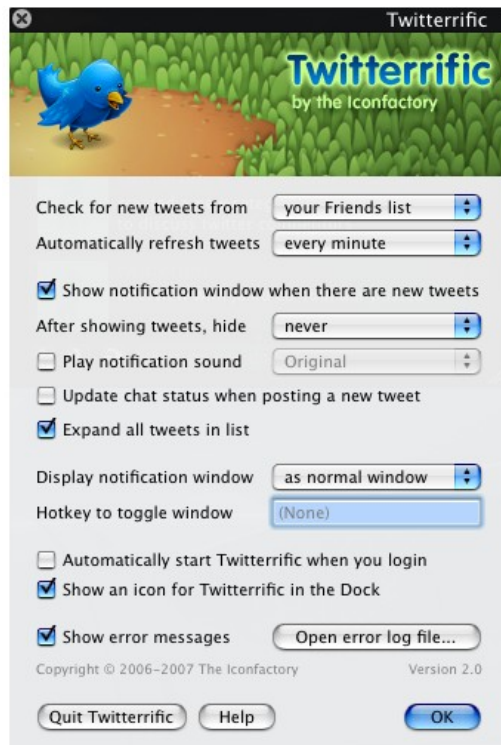 Twitterrific
Twitterrific
by the Iconfactory
Check for new tweets from your Friends list
Automatically refresh tweets every minute
Show notification window when there are new tweets
After showing tweets, hide never
Play notification sound Original
Update chat status when posting a new tweet
Expand all tweets in list
Display notification window as normal window
Hotkey to toggle window (None)
Automatically start Twitterrific when you login
Show an icon for Twitterrific in the Dock
Show error messages Open error log file...
Copyright © 2006-2007 The Iconfactory Version 2.0
Quit Twitterrific Help OK